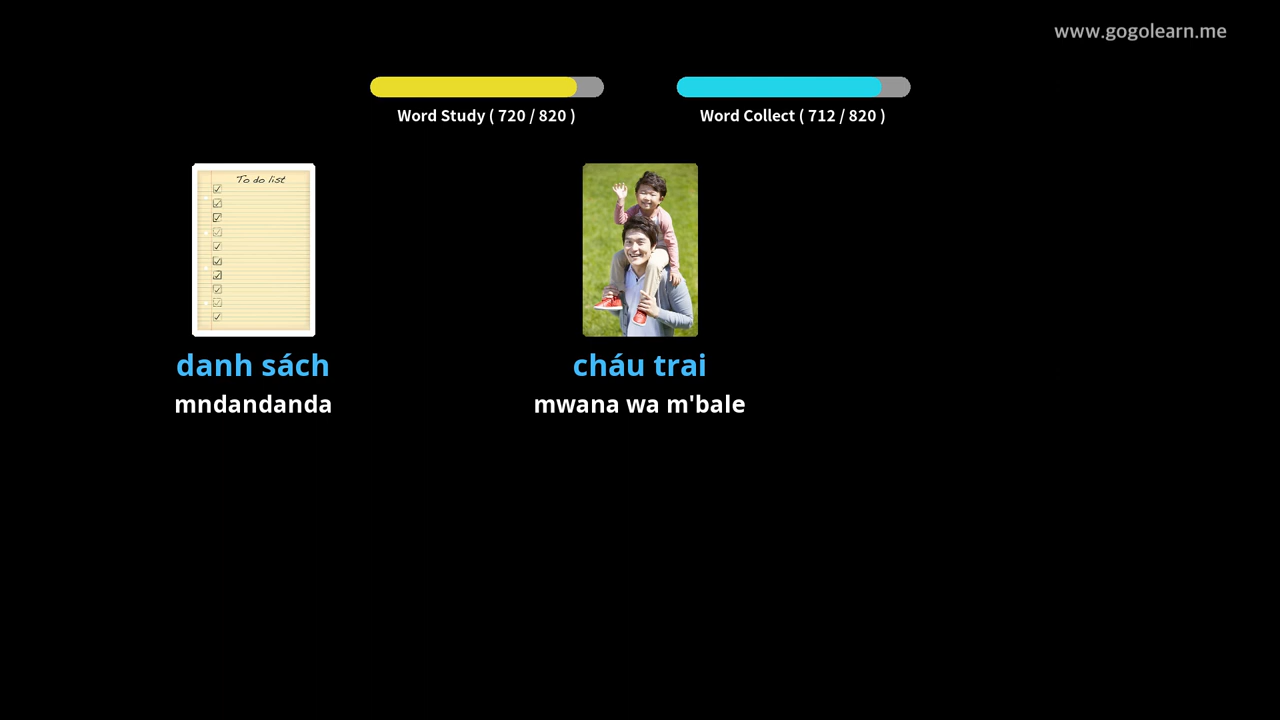 www.gogolearn.me
Word Study ( 720 / 820 )
Word Collect ( 712 / 820 )
To do list
danh sách
cháu trai
mndandanda
mwana wa m'bale